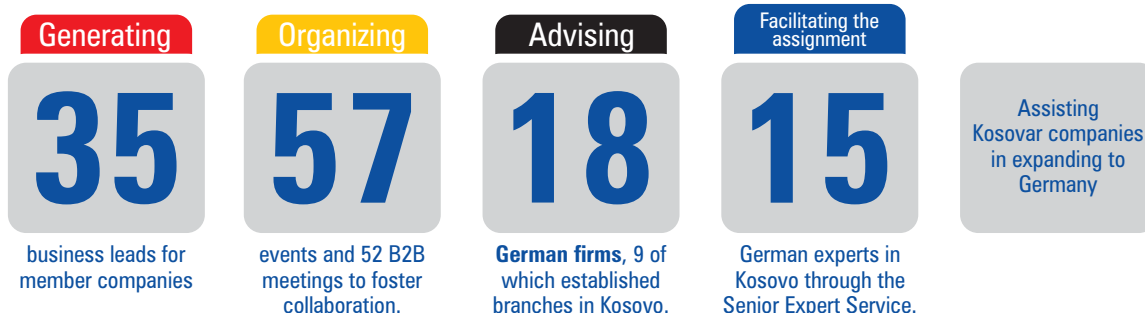 Generating
35
business leads for
member companies
Organizing
57
events and 52 B2B
meetings to foster
collaboration.
Advising
18
German firms, 9 of
which established
branches in Kosovo.
Facilitating the
assignment
15
German experts in
Kosovo through the
Senior Expert Service.
Assisting
Kosovar companies
in expanding to
Germany